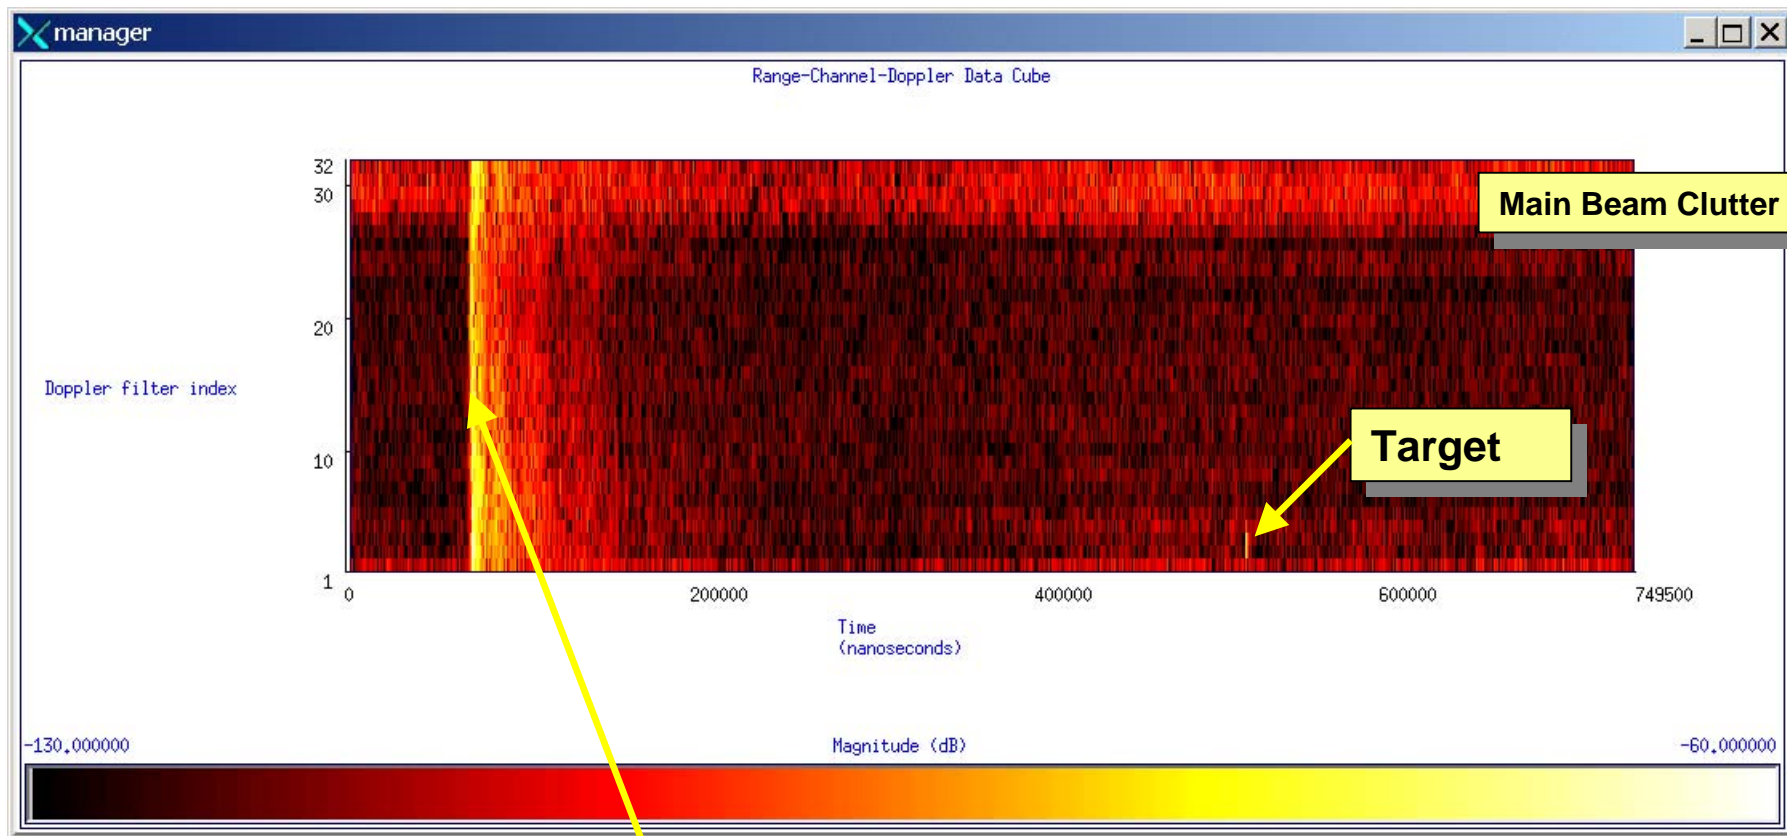 manager
Range-Channel-Doppler Data Cube
32
30
Main Beam Clutter
20
Doppler filter index
Target
10
1
0 200000 400000 600000 749500
Time
(nanoseconds)
-130.000000 Magnitude (dB) -60.000000